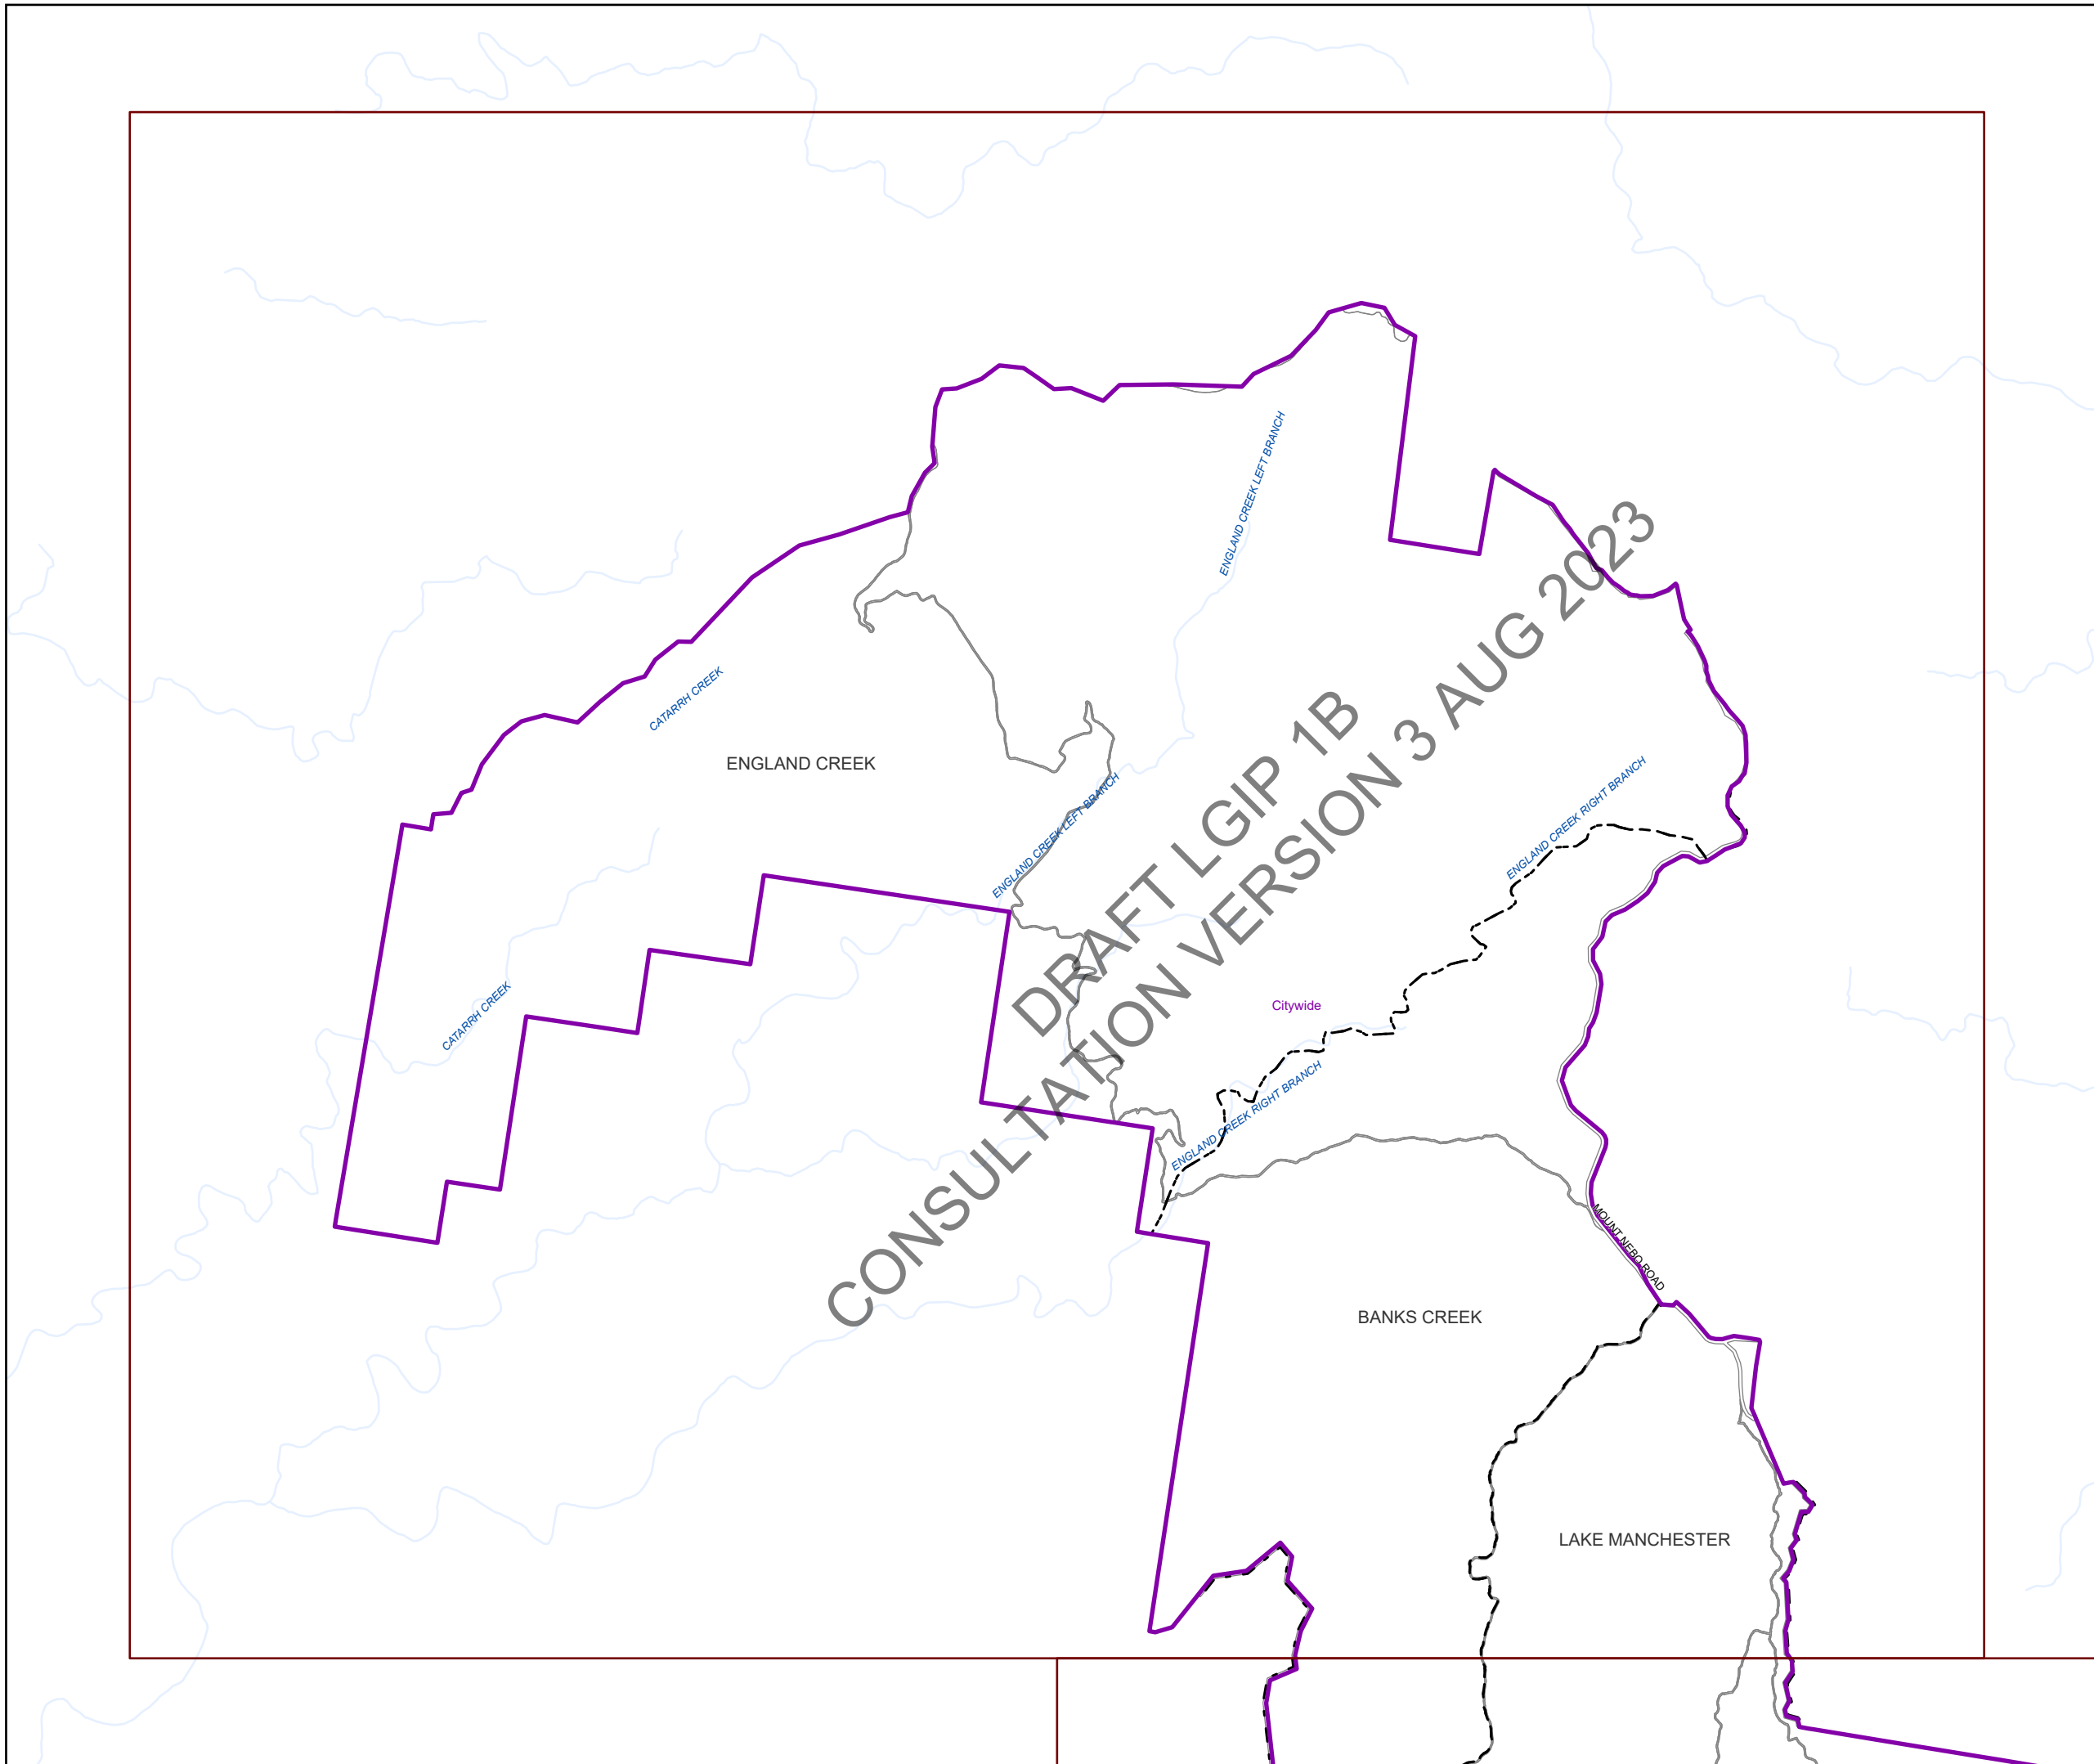 ENGLAND CREEK LEFT BRANCH
CATARRH CREEK
ENGLAND CREEK
ENGLAND CREEK LEFT BRANCH
ENGLAND CREEK RIGHT BRANCH
DRAFT LGIP 1B
CONSULTATION VERSION 3 AUG 2023
CATARRH CREEK
Citywide
ENGLAND CREEK RIGHT BRANCH
MOUNT NEBO ROAD
BANKS CREEK
LAKE MANCHESTER